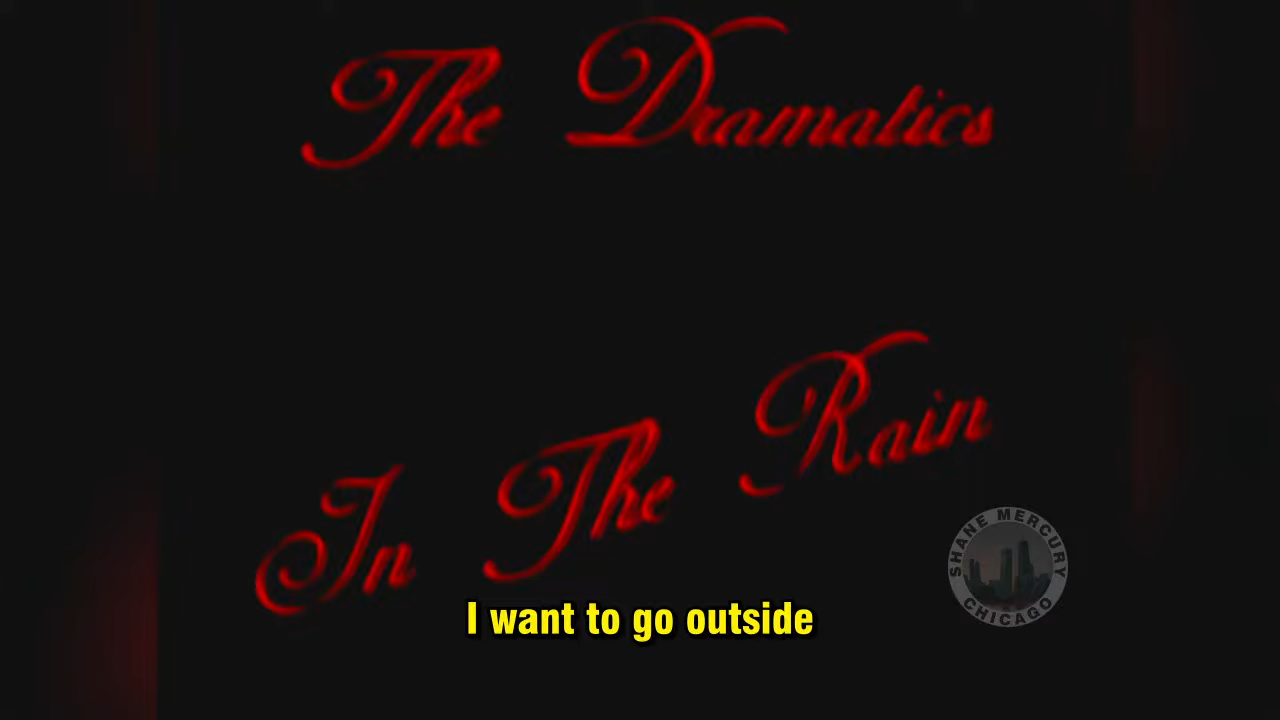 The Dramatics
In The Rain
SHANE MERCURY
CHICAGO
I want to go outside